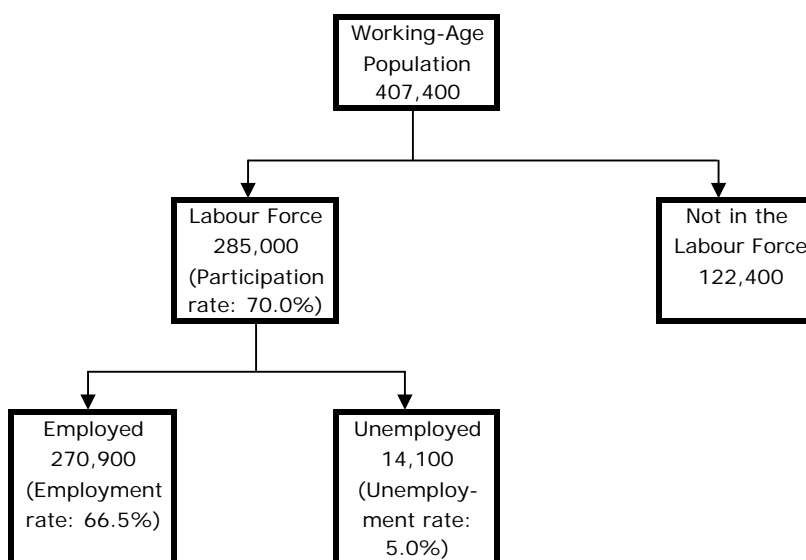 Working-Age
Population
407,400
Labour Force
285,000
(Participation
rate: 70.0%)
Not in the
Labour Force
122,400
Employed
270,900
(Employment
rate: 66.5%)
Unemployed
14,100
(Unemploy-
ment rate:
5.0%)